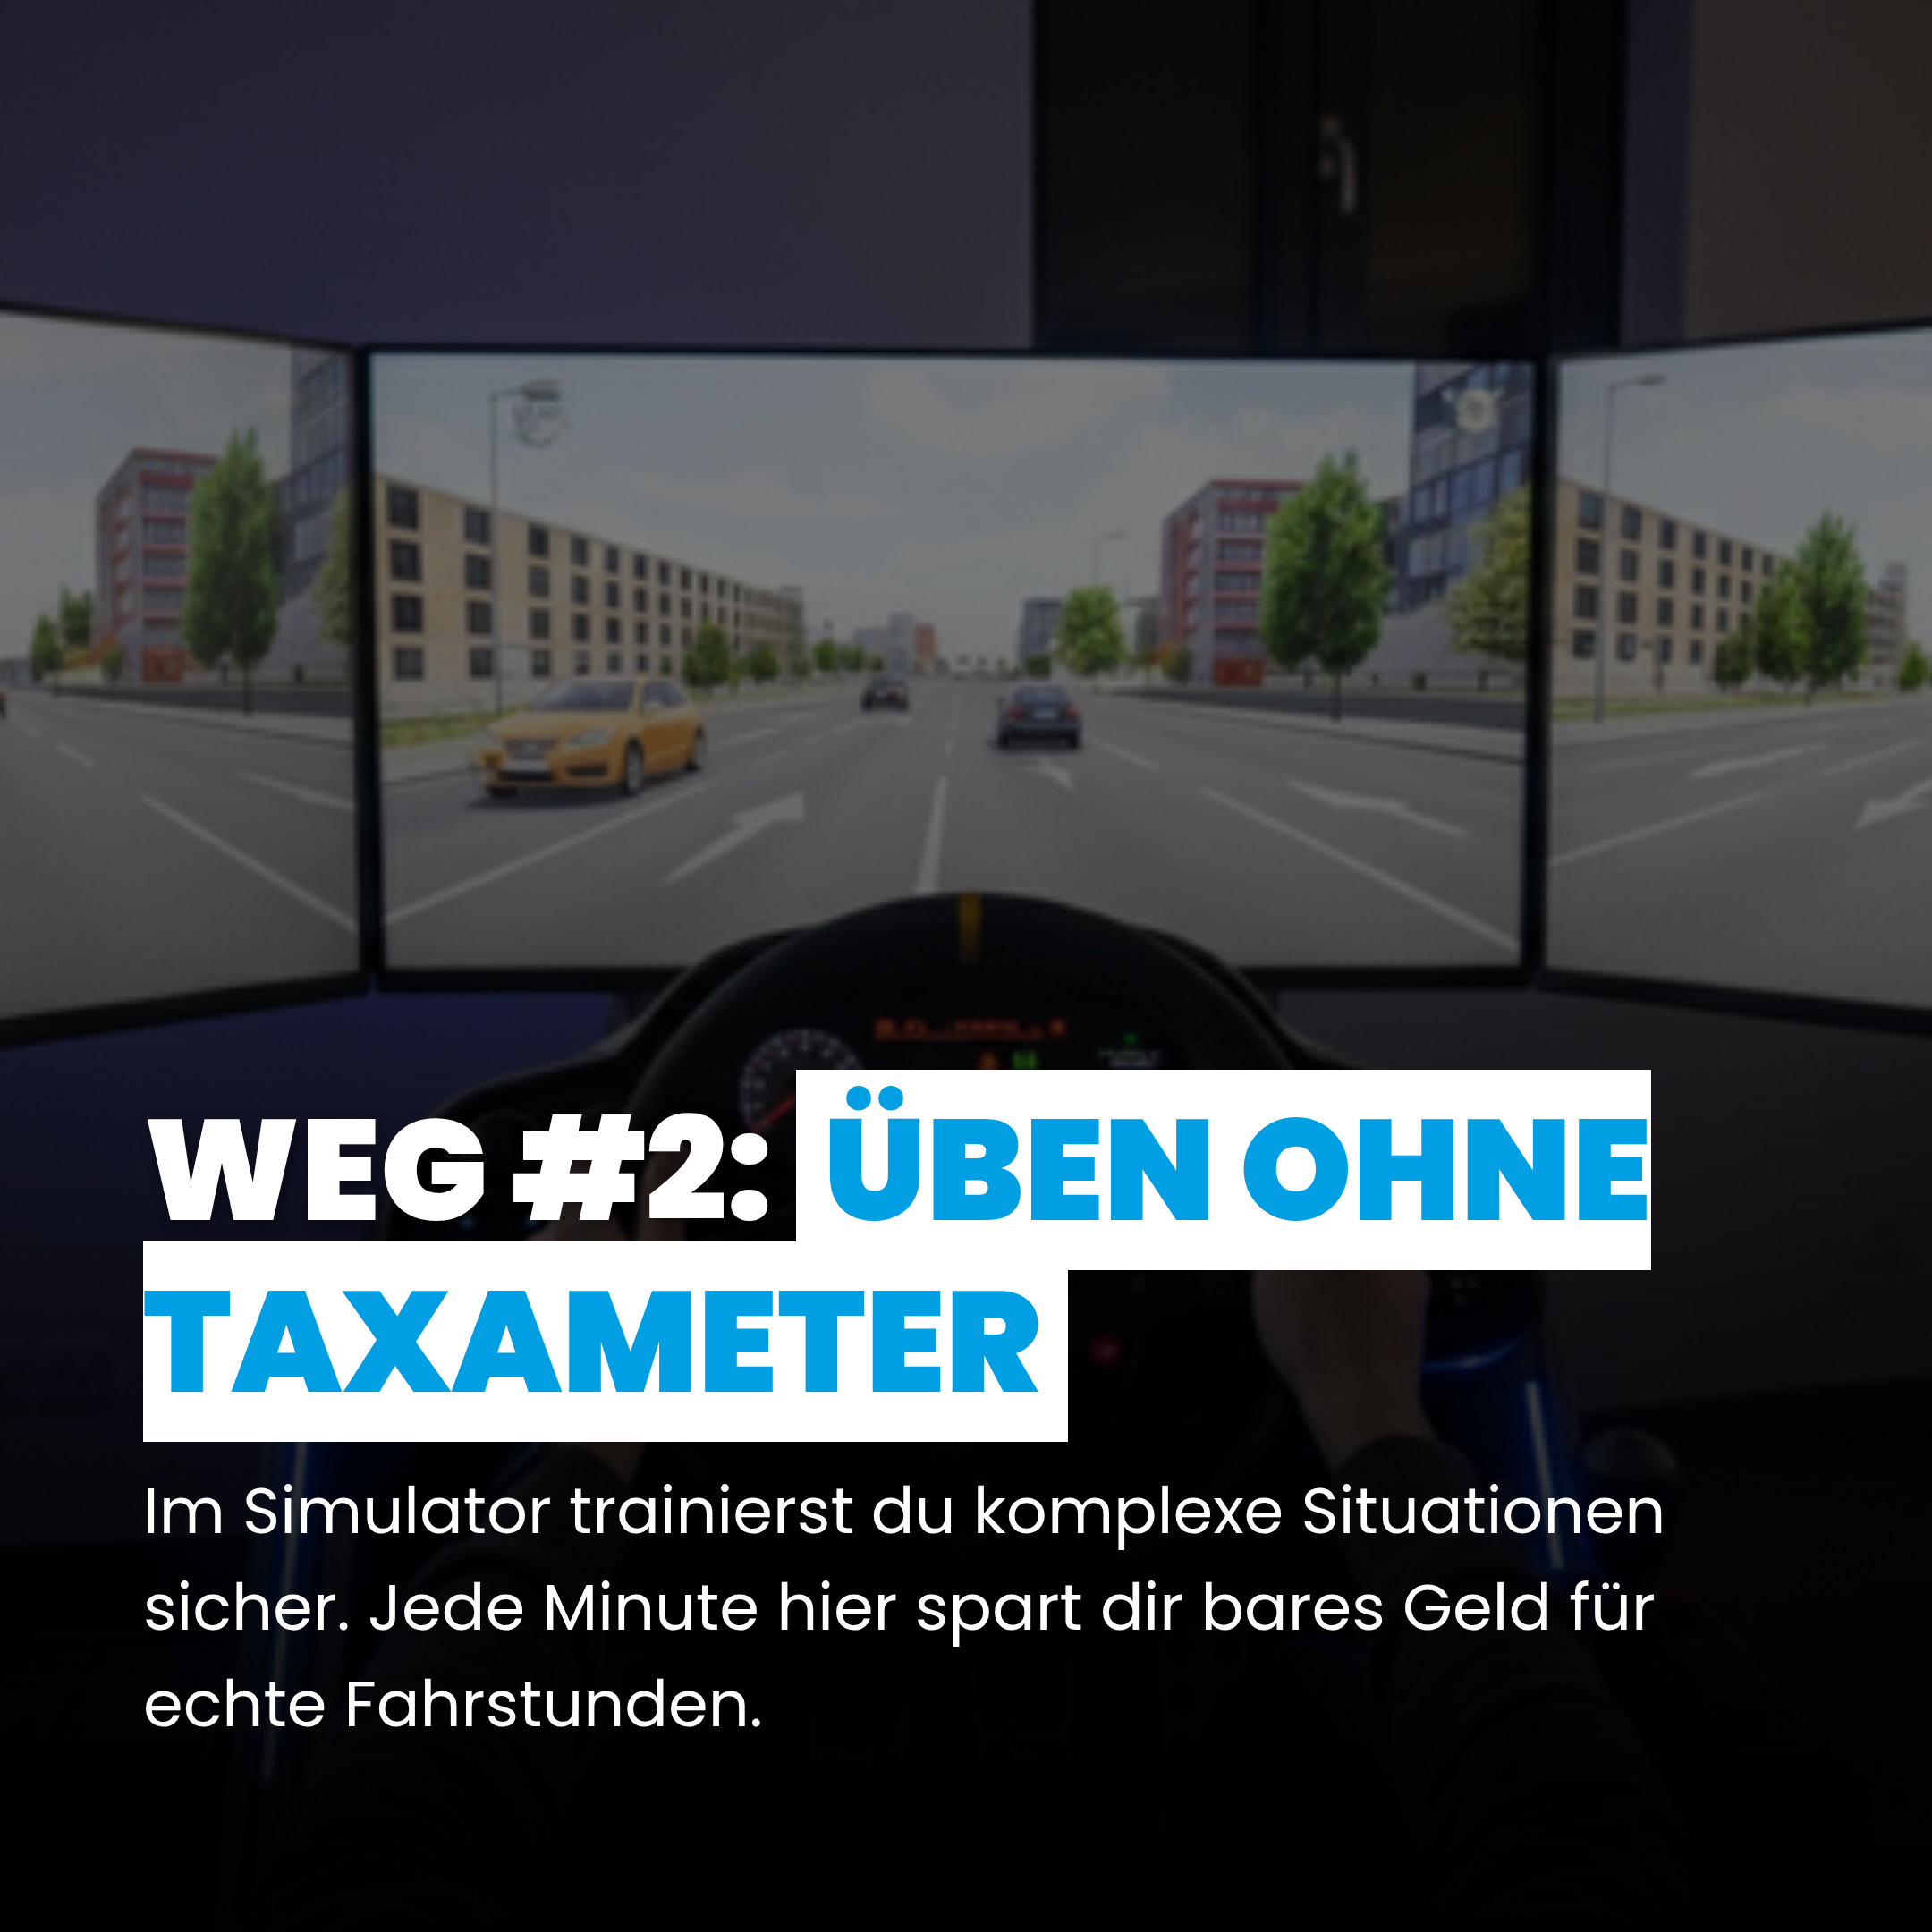 WEG #2: ÜBEN OHNE
TAXAMETER
Im Simulator trainierst du komplexe Situationen
sicher. Jede Minute hier spart dir bares Geld für
echte Fahrstunden.